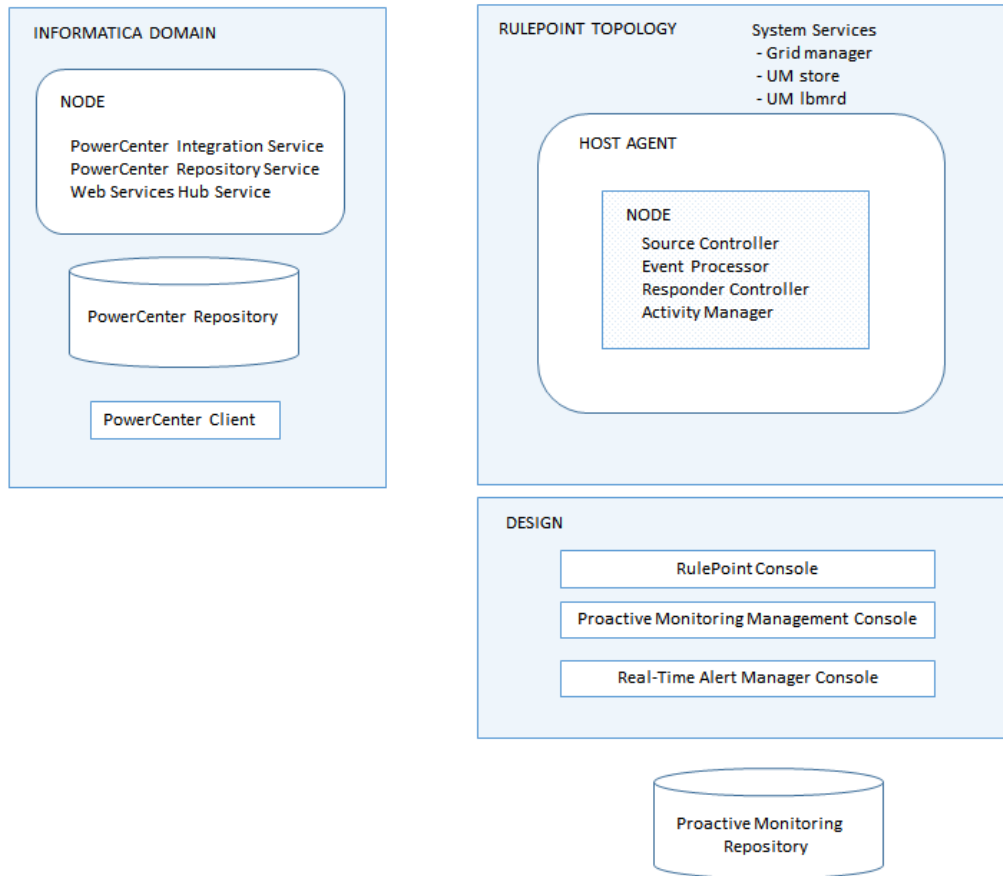 INFORMATICA DOMAIN
NODE
PowerCenter Integration Service
PowerCenter Repository Service
Web Services Hub Service
PowerCenter Repository
PowerCenter Client
RULEPOINT TOPOLOGY
System Services
- Grid manager
- UM store
- UM lbmrd
HOST AGENT
NODE
Source Controller
Event Processor
Responder Controller
Activity Manager
DESIGN
RulePoint Console
Proactive Monitoring Management Console
Real-Time Alert Manager Console
Proactive Monitoring
Repository